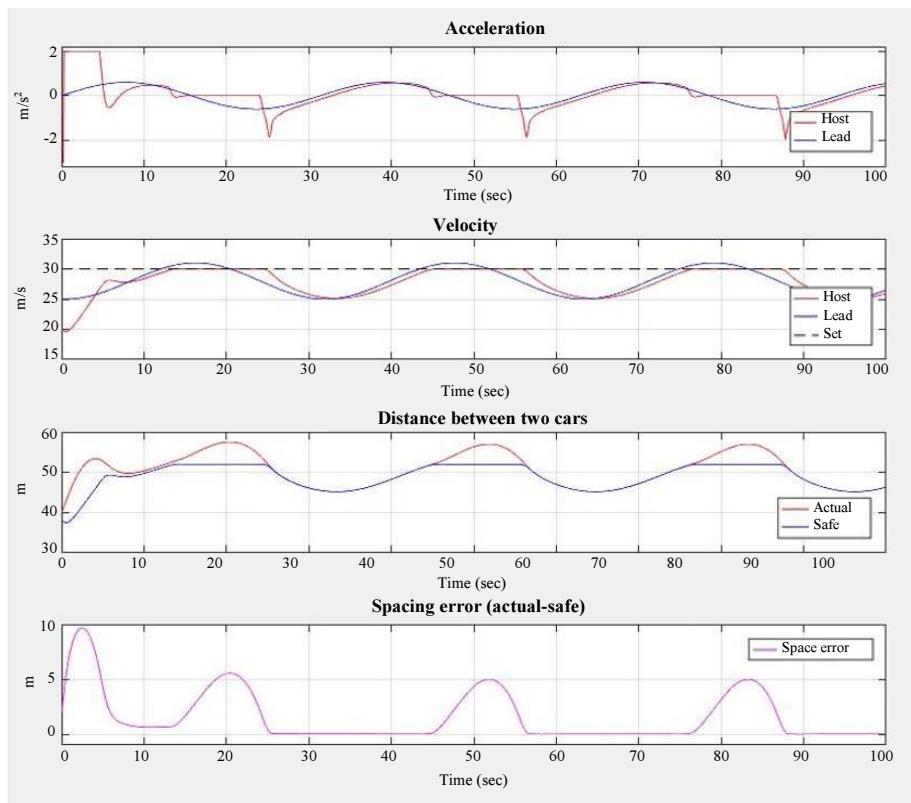 Acceleration
2
0
-2
m/s²
0 10 20 30 40 50 60 70 80 90 100
Time (sec)
Host
Lead
Velocity
35
30
25
20
15
m/s
0 10 20 30 40 50 60 70 80 90 100
Time (sec)
Host
Lead
Set
Distance between two cars
60
50
40
30
m
0 10 20 30 40 50 60 70 80 90 100
Time (sec)
Actual
Safe
Spacing error (actual-safe)
10
5
0
m
0 10 20 30 40 50 60 70 80 90 100
Time (sec)
Space error